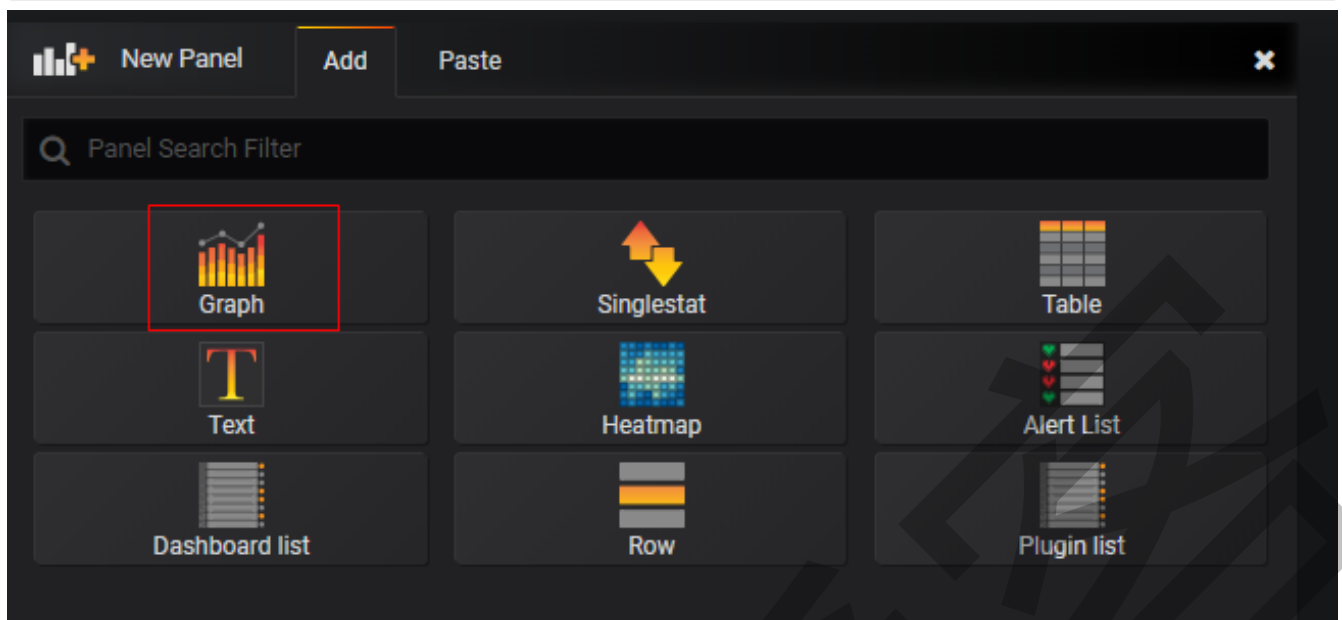 New Panel Add Paste
Panel Search Filter
Graph Singlestat Table
Text Heatmap Alert List
Dashboard list Row Plugin list